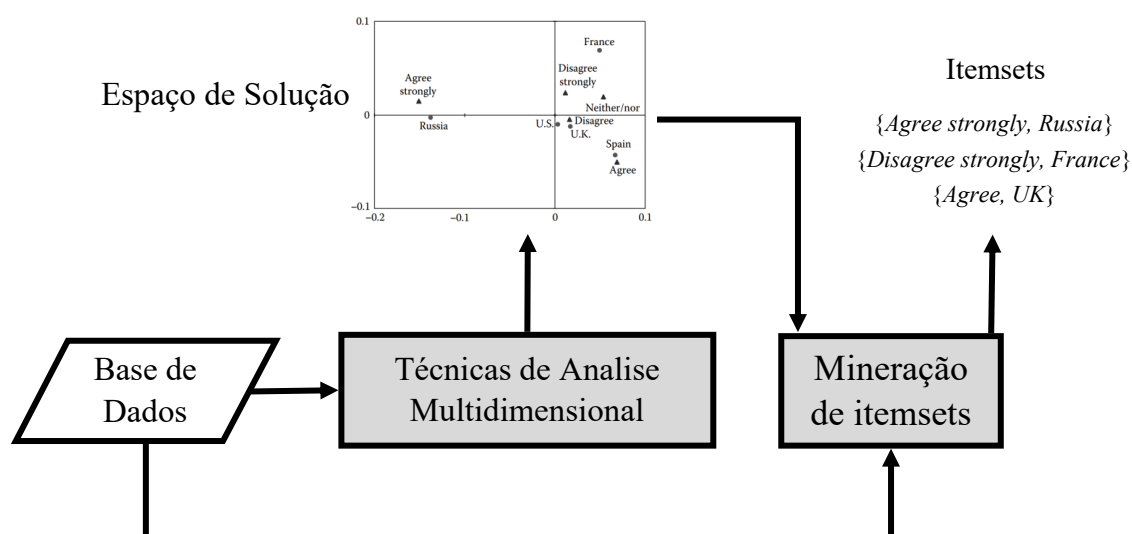 Espaço de Solução
0.1
0
−0.1
−0.2
−0.1
0
0.1
Agree
strongly
Russia
France
Disagree
strongly
Neither/nor
U.S.
Disagree
U.K.
Spain
Agree
Itemsets
{Agree strongly, Russia}
{Disagree strongly, France}
{Agree, UK}
Base de
Dados
Técnicas de Analise
Multidimensional
Mineração
de itemsets